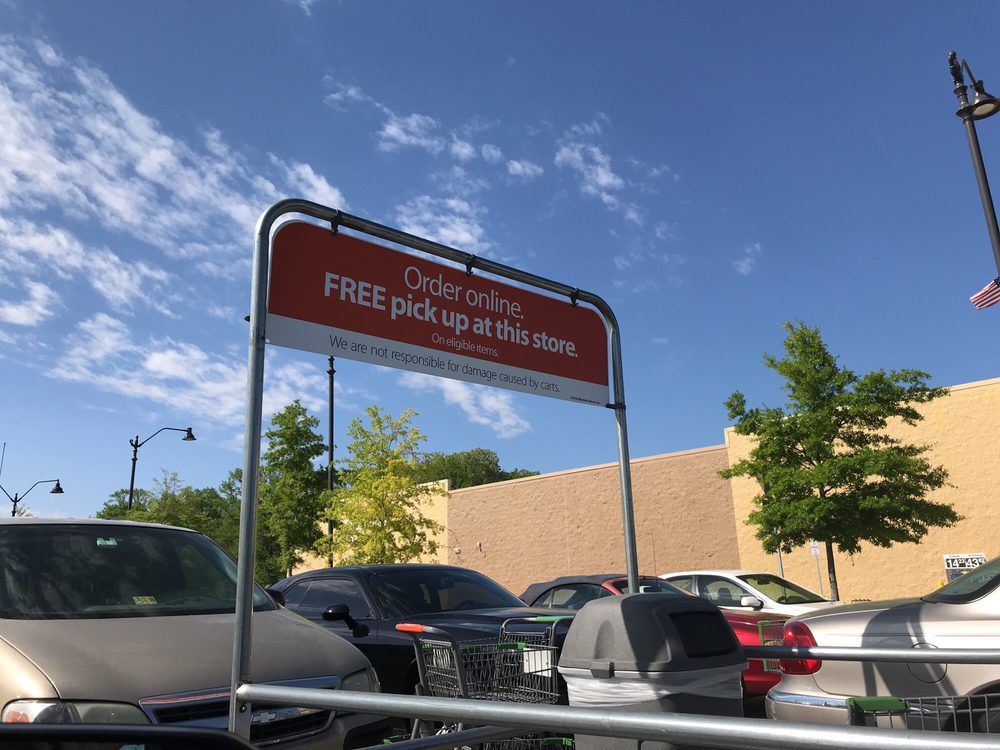 Order online.
FREE pick up at this store.
On eligible items.
We are not responsible for damage caused by carts.